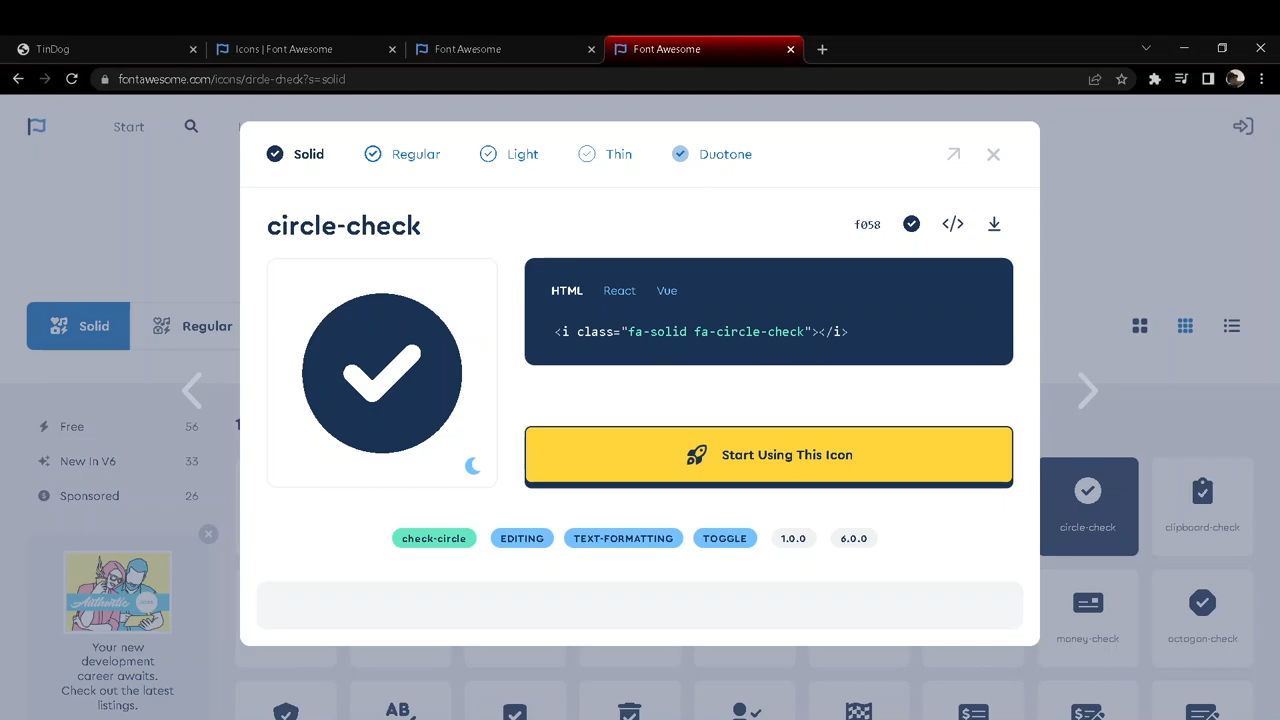 TinDog
Icons | Font Awesome
Font Awesome
Font Awesome
fontawesome.com/icons/circle-check?s=solid
Start
Solid
Regular
Light
Thin
Duotone
circle-check
f058
HTML
React
Vue
<i class="fa-solid fa-circle-check"></i>
Solid
Regular
Free
56
New In V6
33
Sponsored
26
Start Using This Icon
check-circle
EDITING
TEXT-FORMATTING
TOGGLE
1.0.0
6.0.0
circle-check
clipboard-check
Authentic
Your new
development
career awaits.
Check out the latest
listings.
money-check
octagon-check
AB